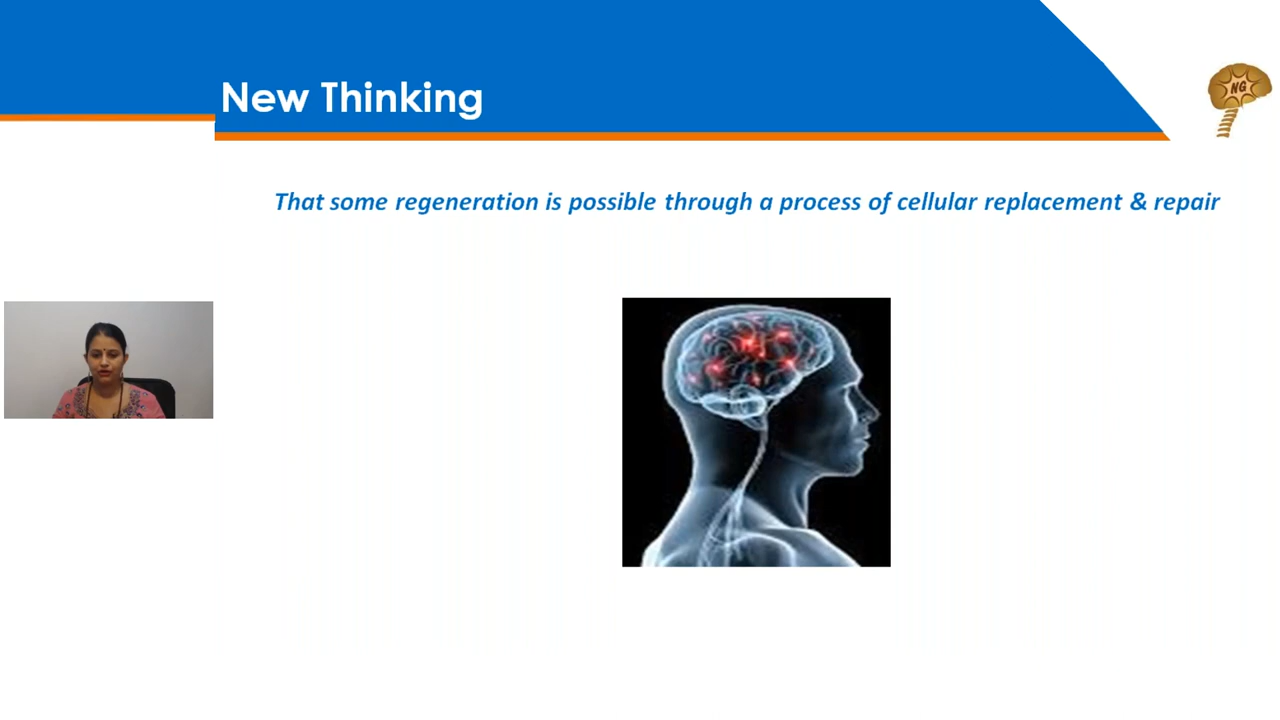 New Thinking
NG
That some regeneration is possible through a process of cellular replacement & repair